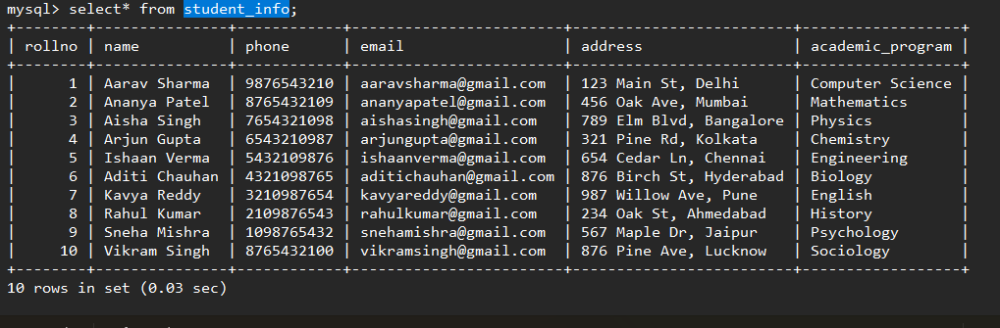 mysql> select* from student_info;
+--------+---------------+------------+-------------------------+-------------------------+------------------+
| rollno | name          | phone      | email                   | address                 | academic_program |
+--------+---------------+------------+-------------------------+-------------------------+------------------+
|      1 | Aarav Sharma  | 9876543210 | aaravsharma@gmail.com   | 123 Main St, Delhi      | Computer Science |
|      2 | Ananya Patel  | 8765432109 | ananyapatel@gmail.com   | 456 Oak Ave, Mumbai     | Mathematics      |
|      3 | Aisha Singh   | 7654321098 | aishasingh@gmail.com    | 789 Elm Blvd, Bangalore | Physics          |
|      4 | Arjun Gupta   | 6543210987 | arjungupta@gmail.com    | 321 Pine Rd, Kolkata    | Chemistry        |
|      5 | Ishaan Verma  | 5432109876 | ishaanverma@gmail.com   | 654 Cedar Ln, Chennai   | Engineering      |
|      6 | Aditi Chauhan | 4321098765 | aditichauhan@gmail.com  | 876 Birch St, Hyderabad | Biology          |
|      7 | Kavya Reddy   | 3210987654 | kavyareddy@gmail.com    | 987 Willow Ave, Pune    | English          |
|      8 | Rahul Kumar   | 2109876543 | rahulkumar@gmail.com    | 234 Oak St, Ahmedabad   | History          |
|      9 | Sneha Mishra  | 1098765432 | snehamishra@gmail.com   | 567 Maple Dr, Jaipur    | Psychology       |
|     10 | Vikram Singh  | 8765432100 | vikramsingh@gmail.com   | 876 Pine Ave, Lucknow   | Sociology        |
+--------+---------------+------------+-------------------------+-------------------------+------------------+
10 rows in set (0.03 sec)